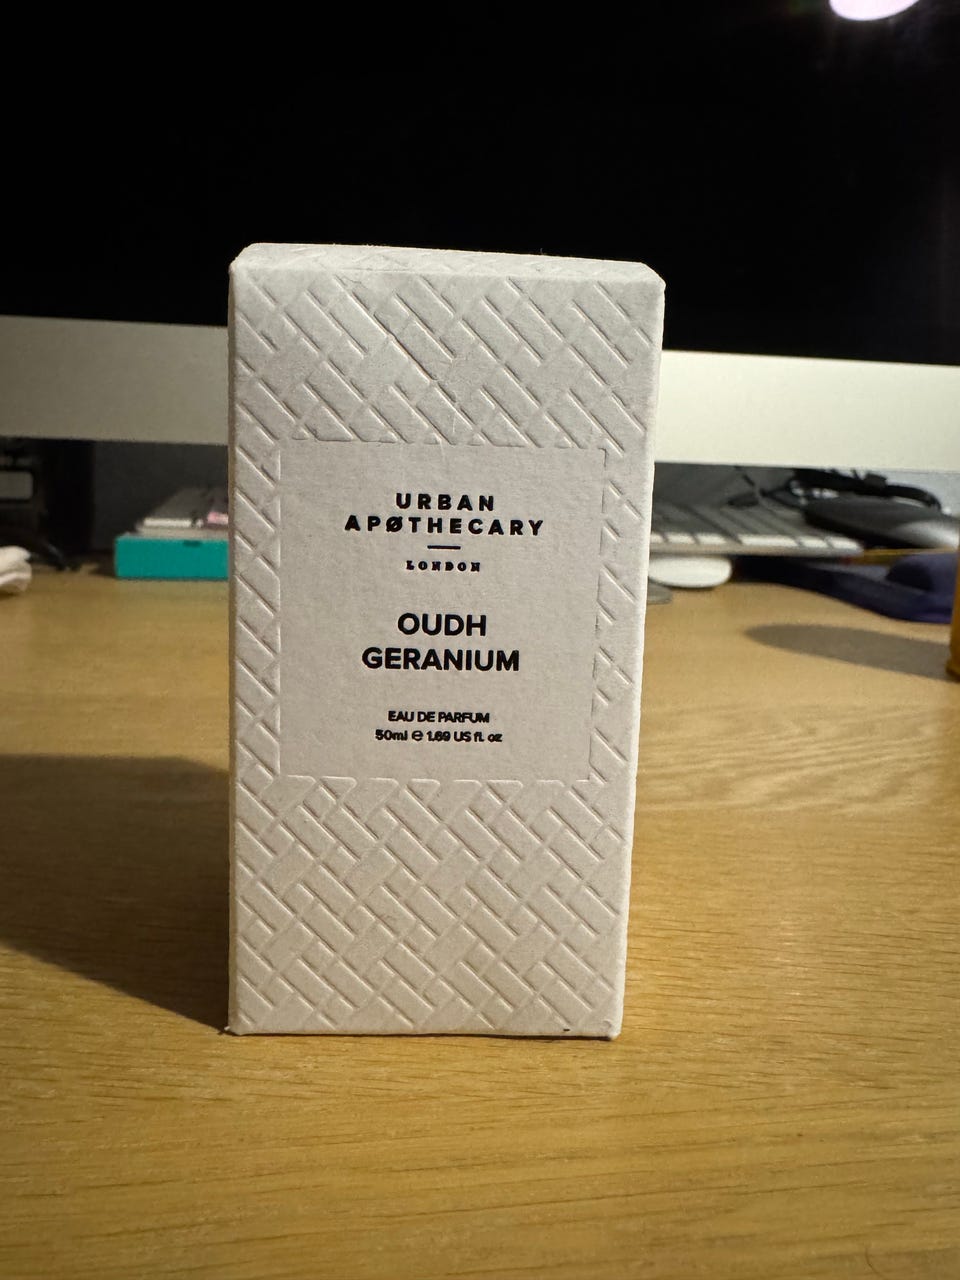 URBAN
APØTHECARY
LONDON
OUDH
GERANIUM
EAU DE PARFUM
50ml ℮ 1.69 US fl. oz